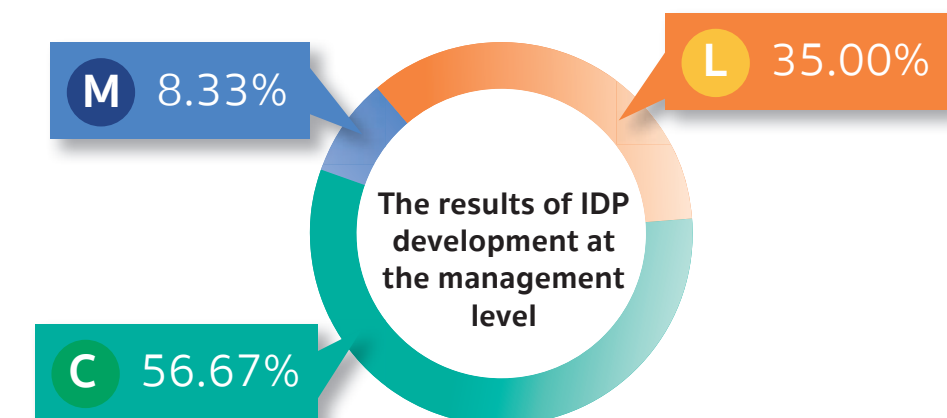 L 35.00%
M 8.33%
The results of IDP
development at
the management
level
C 56.67%